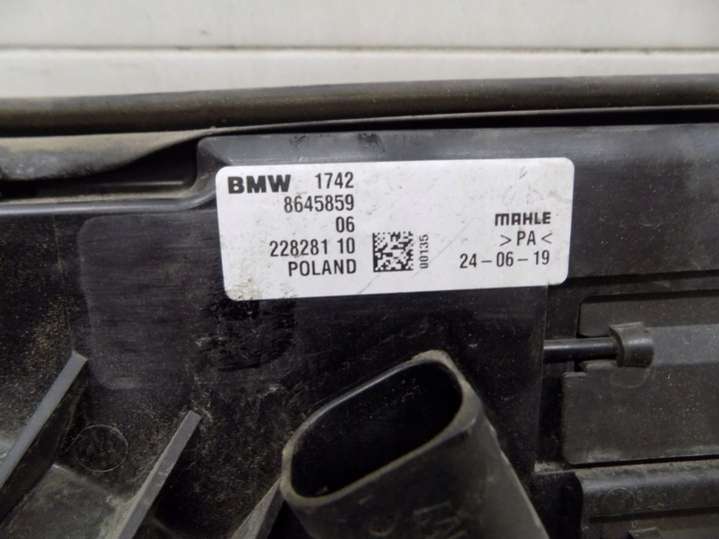 BMW 1742
8645859
06
228281 10
POLAND
00135
MAHLE
>PA<
24-06-19